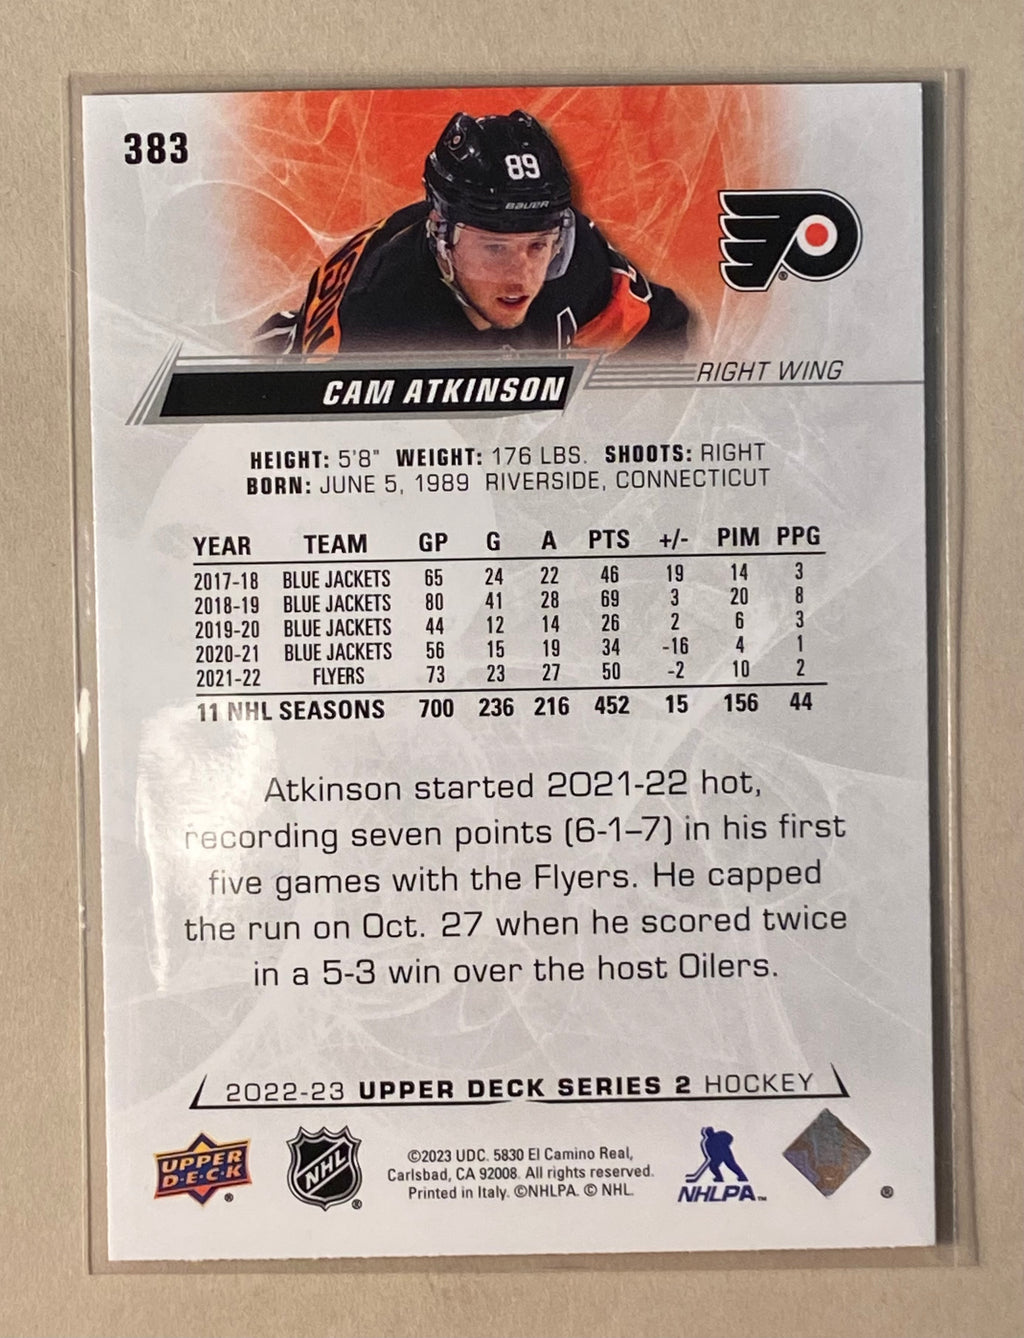 383
89
BAUER
CAM ATKINSON
RIGHT WING
HEIGHT: 5'8" WEIGHT: 176 LBS. SHOOTS: RIGHT
BORN: JUNE 5, 1989 RIVERSIDE, CONNECTICUT
YEAR TEAM GP G A PTS +/- PIM PPG
2017-18 BLUE JACKETS 65 24 22 46 19 14 3
2018-19 BLUE JACKETS 80 41 28 69 3 20 8
2019-20 BLUE JACKETS 44 12 14 26 2 6 3
2020-21 BLUE JACKETS 56 15 19 34 -16 4 1
2021-22 FLYERS 73 23 27 50 -2 10 2
11 NHL SEASONS 700 236 216 452 15 156 44
Atkinson started 2021-22 hot,
recording seven points (6-1–7) in his first
five games with the Flyers. He capped
the run on Oct. 27 when he scored twice
in a 5-3 win over the host Oilers.
2022-23 UPPER DECK SERIES 2 HOCKEY
UPPER
D·E·C·K ®
NHL ®
©2023 UDC. 5830 El Camino Real,
Carlsbad, CA 92008. All rights reserved.
Printed in Italy. ©NHLPA. © NHL.
NHLPA™
®